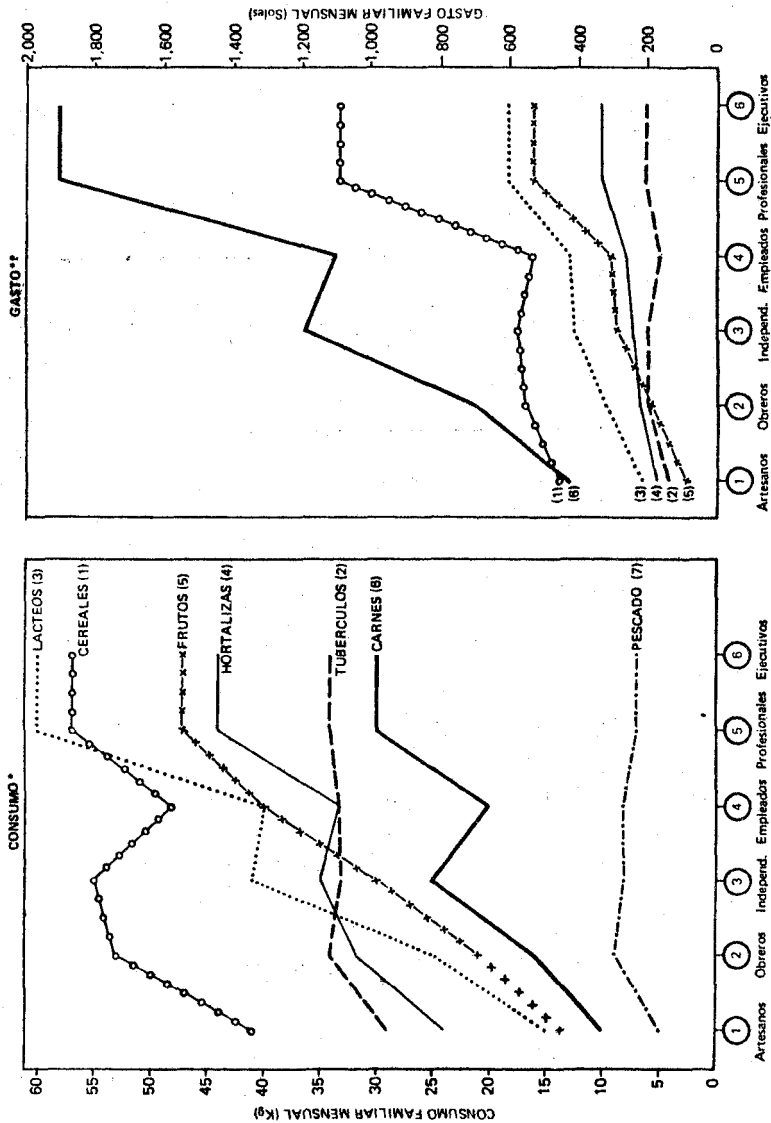 CONSUMO*
CONSUMO FAMILIAR MENSUAL (Kg)
60
55
50
45
40
35
30
25
20
15
10
5
0
LACTEOS (3)
CEREALES (1)
FRUTOS (5)
HORTALIZAS (4)
TUBERCULOS (2)
CARNES (6)
PESCADO (7)
1 2 3 4 5 6
Artesanos Obreros Independ. Empleados Profesionales Ejecutivos
GASTO*†
GASTO FAMILIAR MENSUAL (Soles)
2,000
1,800
1,600
1,400
1,200
1,000
800
600
400
200
0
(1)
(6)
(3)
(4)
(2)
(5)
1 2 3 4 5 6
Artesanos Obreros Independ. Empleados Profesionales Ejecutivos